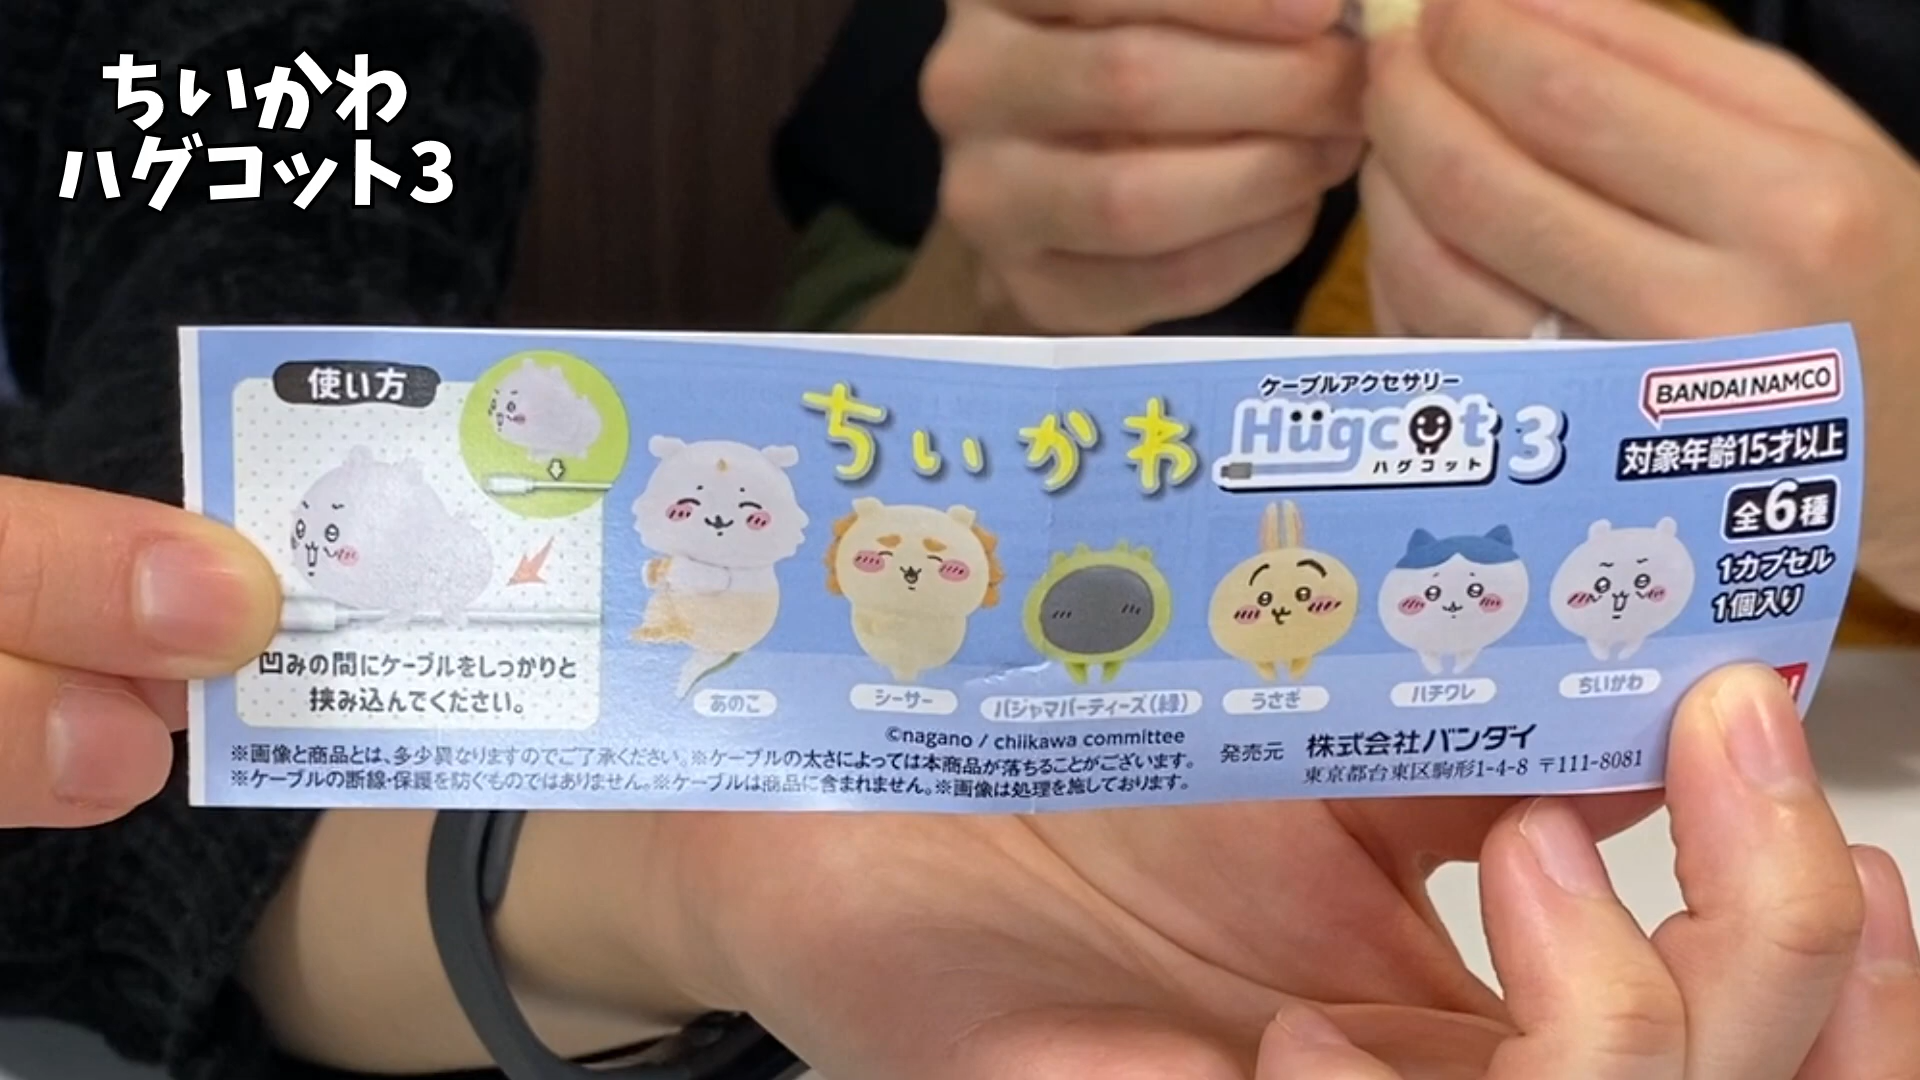 ちいかわ
ハグコット3
使い方
凹みの間にケーブルをしっかりと
挟み込んでください。
ちいかわ
ケーブルアクセサリー
Hügcot 3
ハグコット
BANDAI NAMCO
対象年齢15才以上
全6種
1カプセル
1個入り
あのこ
シーサー
パジャマパーティーズ(緑)
うさぎ
ハチワレ
ちいかわ
©nagano / chiikawa committee
※画像と商品とは、多少異なりますのでご了承ください。※ケーブルの太さによっては本商品が落ちることがございます。
※ケーブルの断線・保護を防ぐものではありません。※ケーブルは商品に含まれません。※画像は処理を施しております。
発売元 株式会社バンダイ
東京都台東区駒形1-4-8 〒111-8081